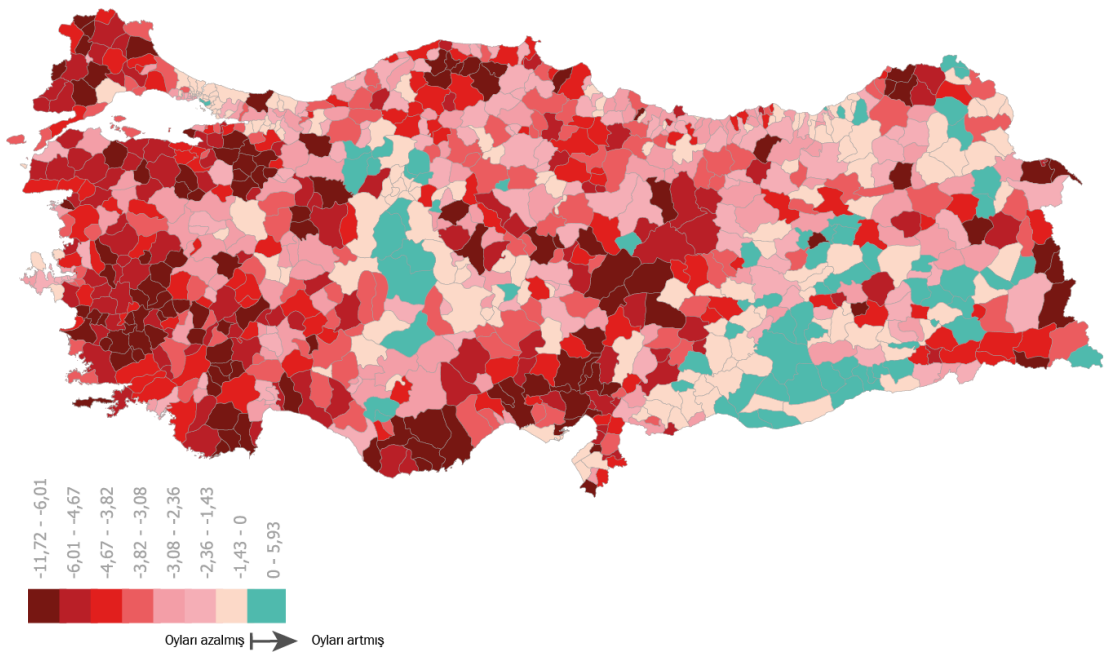 -11,72 - -6,01
-6,01 - -4,67
-4,67 - -3,82
-3,82 - -3,08
-3,08 - -2,36
-2,36 - -1,43
-1,43 - 0
0 - 5,93
Oyları azalmış
Oyları artmış